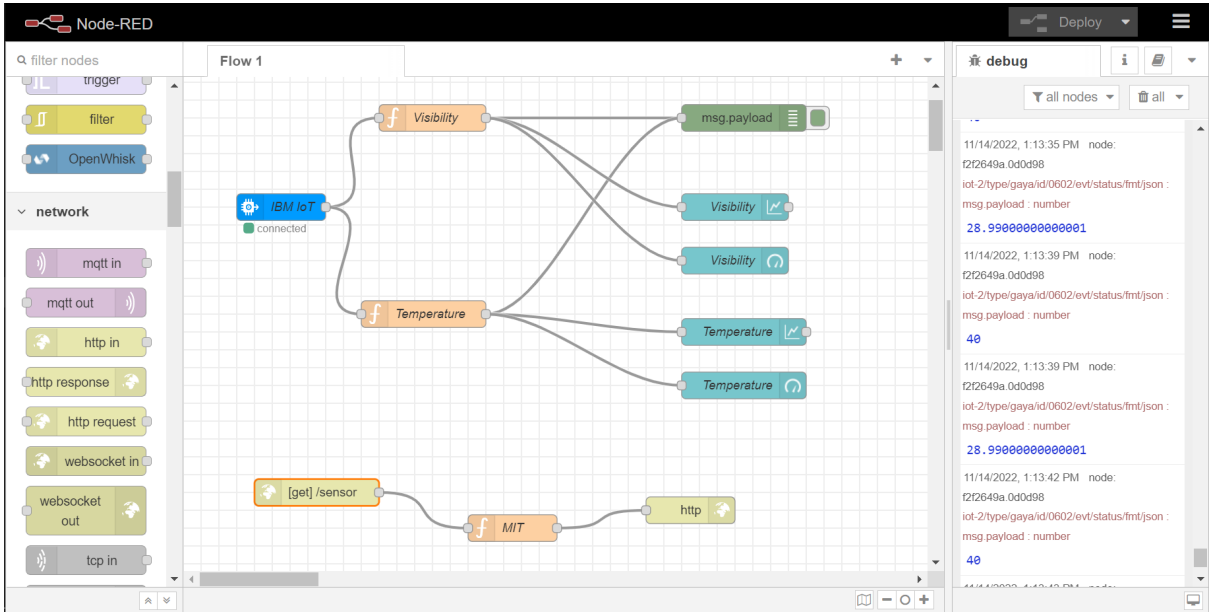 Node-RED
Deploy
filter nodes
trigger
filter
OpenWhisk
network
mqtt in
mqtt out
http in
http response
http request
websocket in
websocket
out
tcp in
Flow 1
Visibility
msg.payload
IBM IoT
connected
Visibility
Visibility
Temperature
Temperature
Temperature
[get] /sensor
MIT
http
debug
i
all nodes
all
11/14/2022, 1:13:35 PM node:
f2f2649a.0d0d98
iot-2/type/gaya/id/0602/evt/status/fmt/json :
msg.payload : number
28.99000000000001
11/14/2022, 1:13:39 PM node:
f2f2649a.0d0d98
iot-2/type/gaya/id/0602/evt/status/fmt/json :
msg.payload : number
40
11/14/2022, 1:13:39 PM node:
f2f2649a.0d0d98
iot-2/type/gaya/id/0602/evt/status/fmt/json :
msg.payload : number
28.99000000000001
11/14/2022, 1:13:42 PM node:
f2f2649a.0d0d98
iot-2/type/gaya/id/0602/evt/status/fmt/json :
msg.payload : number
40